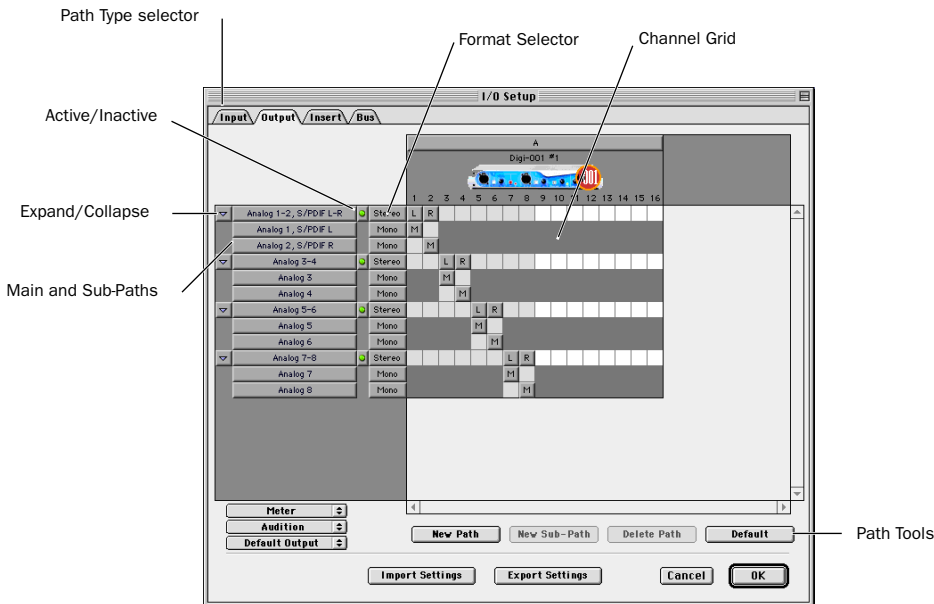 Path Type selector
Format Selector
Channel Grid
I/O Setup
Active/Inactive
Input Output Insert Bus
A
Digi-001 #1
001
1 2 3 4 5 6 7 8 9 10 11 12 13 14 15 16
Expand/Collapse
Analog 1-2, S/PDIF L-R Stereo L R
Analog 1, S/PDIF L Mono M
Analog 2, S/PDIF R Mono M
Main and Sub-Paths
Analog 3-4 Stereo L R
Analog 3 Mono M
Analog 4 Mono M
Analog 5-6 Stereo L R
Analog 5 Mono M
Analog 6 Mono M
Analog 7-8 Stereo L R
Analog 7 Mono M
Analog 8 Mono M
Meter
Audition
Default Output
New Path New Sub-Path Delete Path Default
Path Tools
Import Settings Export Settings Cancel OK